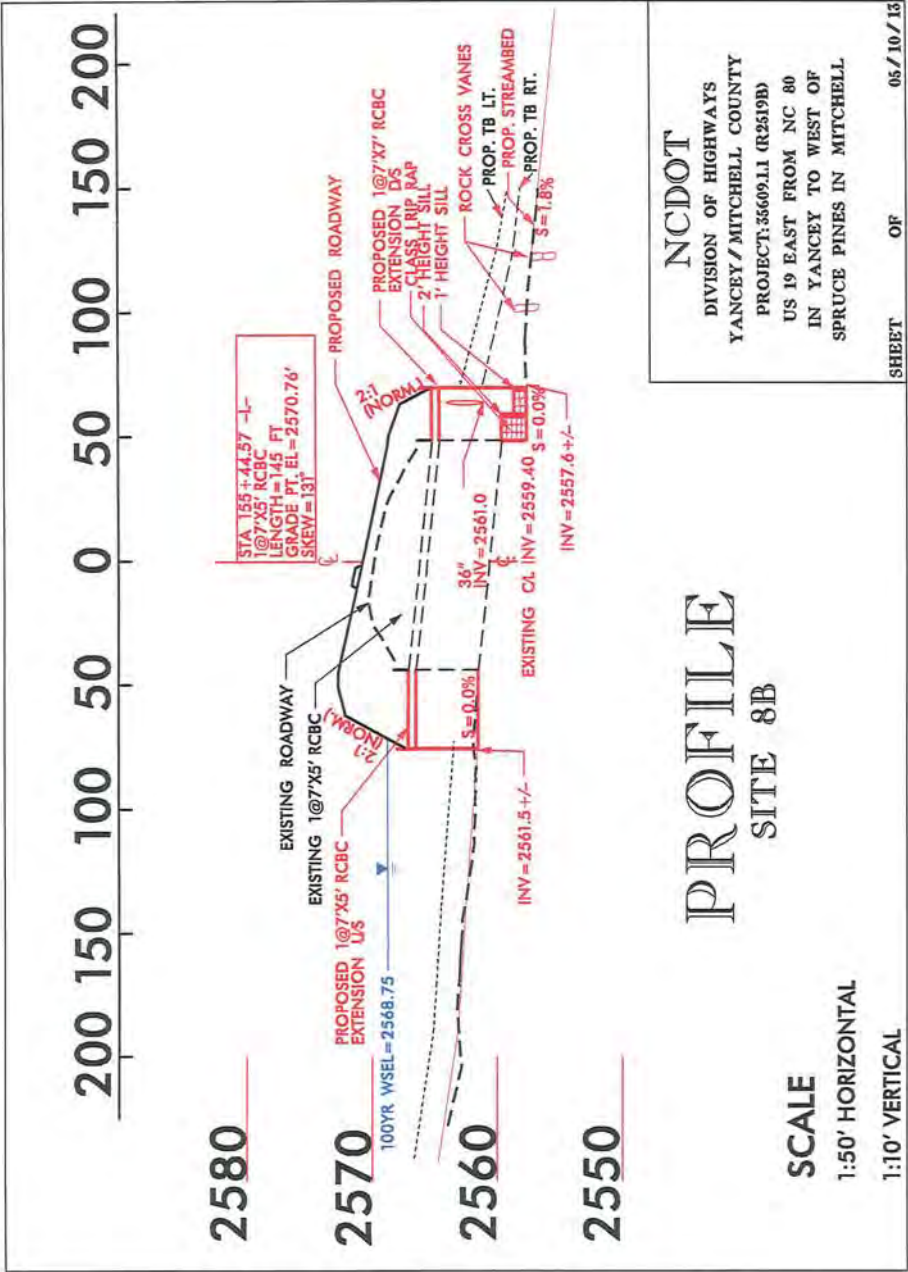 200 150 100 50 0 50 100 150 200
2580
2570
2560
2550
STA 155+44.57 -L-
1@7'X5' RCBC
LENGTH=145 FT
GRADE PT. EL=2570.76'
SKEW=131°
PROPOSED ROADWAY
EXISTING ROADWAY
EXISTING 1@7'X5' RCBC
PROPOSED 1@7'X5' RCBC
EXTENSION U/S
100YR WSEL=2568.75
2:1
(NORM.)
2:1
(NORM.)
PROPOSED 1@7'X7' RCBC
EXTENSION D/S
CLASS I RIP RAP
2' HEIGHT SILL
1' HEIGHT SILL
ROCK CROSS VANES
PROP. TB LT.
PROP. STREAMBED
PROP. TB RT.
S=1.8%
S=0.0%
S=0.0%
36"
INV=2561.0
CL
CL
EXISTING C/L INV=2559.40
INV=2557.6+/-
INV=2561.5+/-
PROFILE
SITE 8B
SCALE
1:50' HORIZONTAL
1:10' VERTICAL
NCDOT
DIVISION OF HIGHWAYS
YANCEY/MITCHELL COUNTY
PROJECT:35609.1.1 (R2519B)
US 19 EAST FROM NC 80
IN YANCEY TO WEST OF
SPRUCE PINES IN MITCHELL
SHEET OF 05/10/13